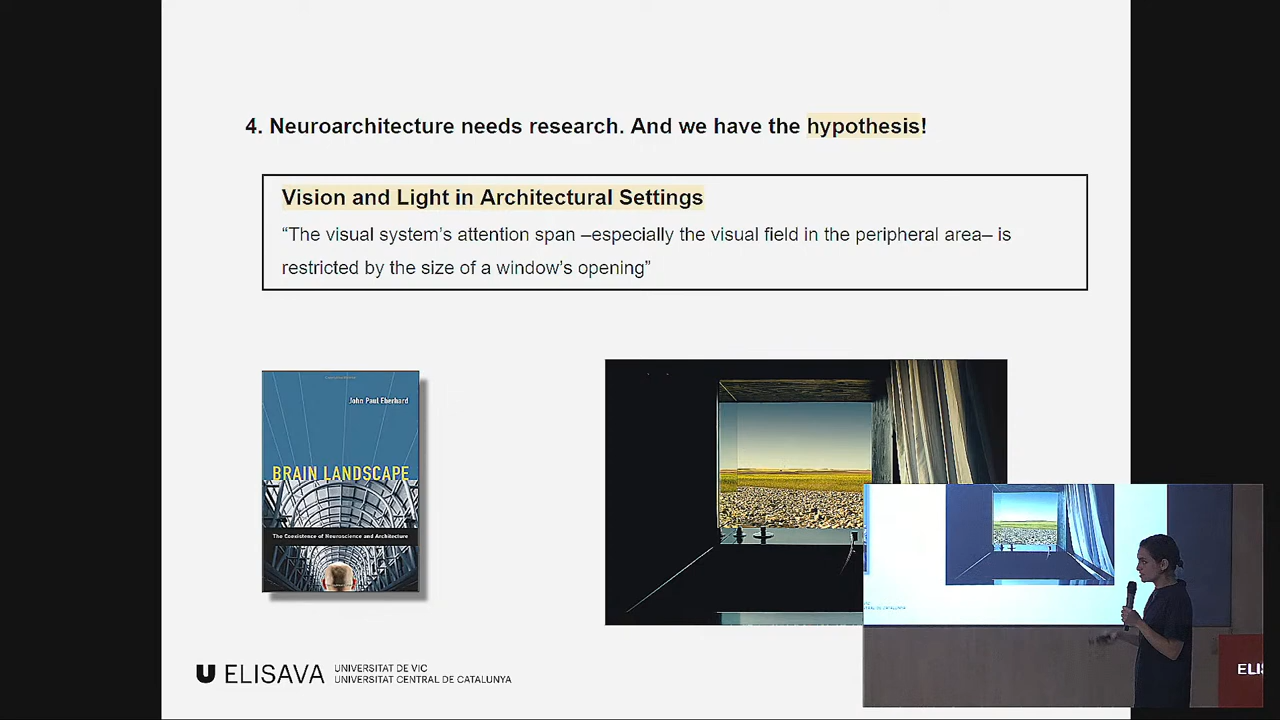 4. Neuroarchitecture needs research. And we have the hypothesis!
Vision and Light in Architectural Settings
“The visual system’s attention span –especially the visual field in the peripheral area– is
restricted by the size of a window’s opening”
John Paul Eberhard
BRAIN LANDSCAPE
The Coexistence of Neuroscience and Architecture
U ELISAVA
UNIVERSITAT DE VIC
UNIVERSITAT CENTRAL DE CATALUNYA
ELIS